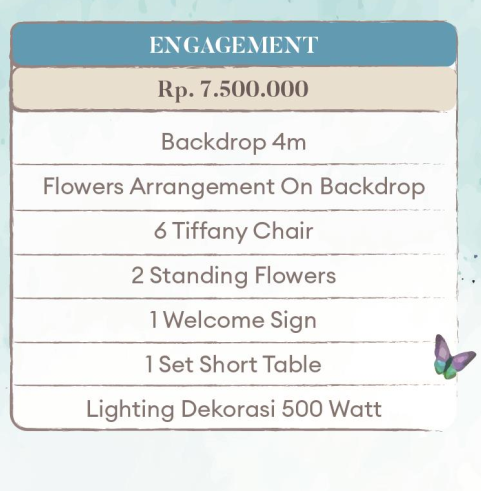 ENGAGEMENT
Rp. 7.500.000
Backdrop 4m
Flowers Arrangement On Backdrop
6 Tiffany Chair
2 Standing Flowers
1 Welcome Sign
1 Set Short Table
Lighting Dekorasi 500 Watt